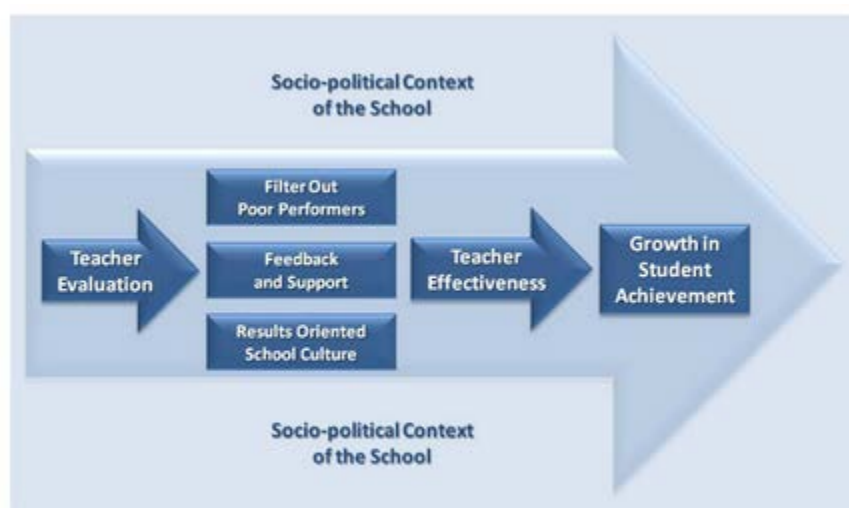 Socio-political Context
of the School
Teacher
Evaluation
Filter Out
Poor Performers
Feedback
and Support
Results Oriented
School Culture
Teacher
Effectiveness
Growth in
Student
Achievement
Socio-political Context
of the School